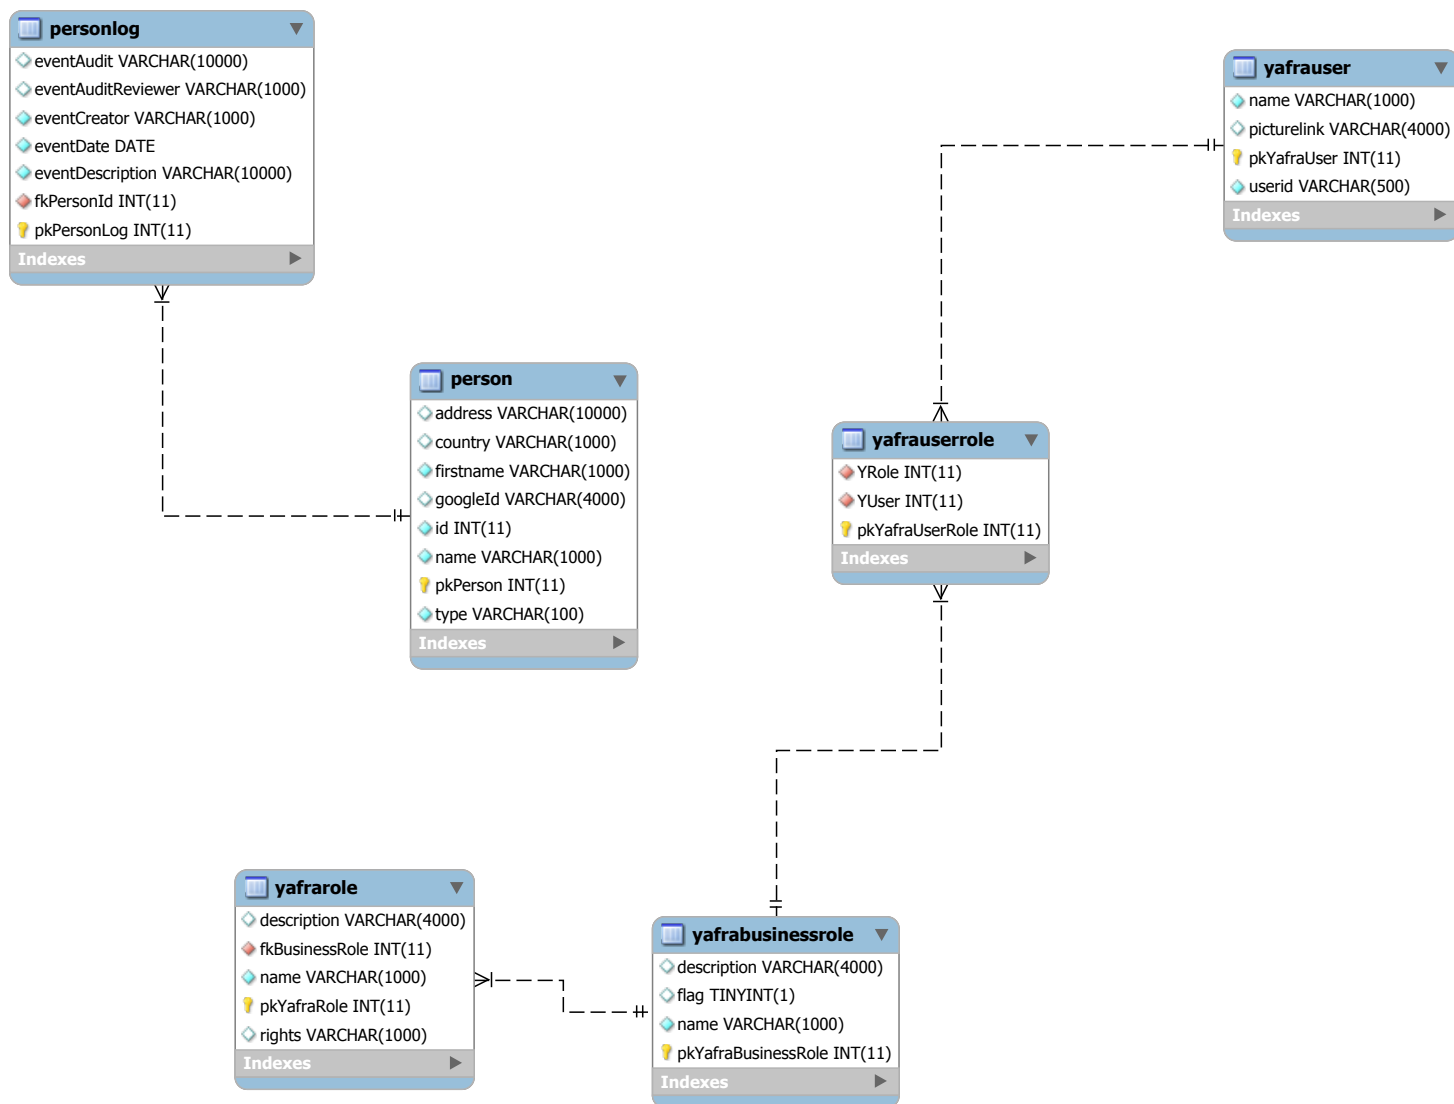 personlog
eventAudit VARCHAR(10000)
eventAuditReviewer VARCHAR(1000)
eventCreator VARCHAR(1000)
eventDate DATE
eventDescription VARCHAR(10000)
fkPersonId INT(11)
pkPersonLog INT(11)
Indexes
yafrauser
name VARCHAR(1000)
picturelink VARCHAR(4000)
pkYafraUser INT(11)
userid VARCHAR(500)
Indexes
person
address VARCHAR(10000)
country VARCHAR(1000)
firstname VARCHAR(1000)
googleId VARCHAR(4000)
id INT(11)
name VARCHAR(1000)
pkPerson INT(11)
type VARCHAR(100)
Indexes
yafrauserrole
YRole INT(11)
YUser INT(11)
pkYafraUserRole INT(11)
Indexes
yafrarole
description VARCHAR(4000)
fkBusinessRole INT(11)
name VARCHAR(1000)
pkYafraRole INT(11)
rights VARCHAR(1000)
Indexes
yafrabusinessrole
description VARCHAR(4000)
flag TINYINT(1)
name VARCHAR(1000)
pkYafraBusinessRole INT(11)
Indexes